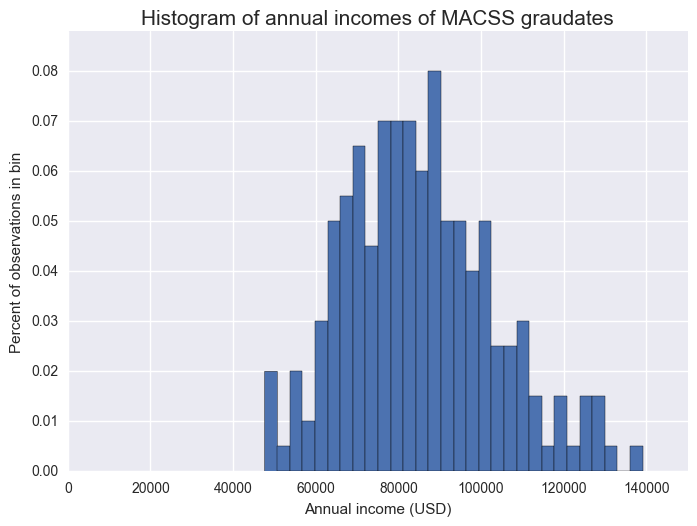 Histogram of annual incomes of MACSS graudates
Percent of observations in bin
0.08
0.07
0.06
0.05
0.04
0.03
0.02
0.01
0.00
0 20000 40000 60000 80000 100000 120000 140000
Annual income (USD)